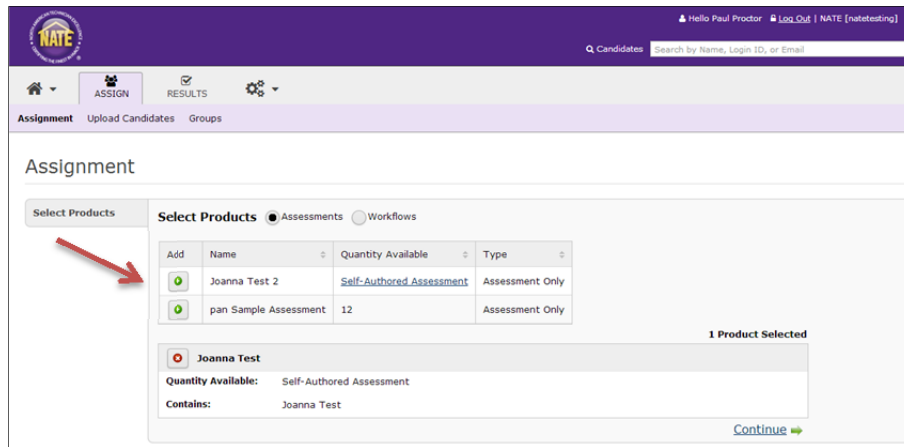 Hello Paul Proctor Log Out | NATE [natetesting]
NATE
Candidates Search by Name, Login ID, or Email
ASSIGN RESULTS
Assignment Upload Candidates Groups
Assignment
Select Products
Select Products Assessments Workflows
Add Name Quantity Available Type
Joanna Test 2 Self-Authored Assessment Assessment Only
pan Sample Assessment 12 Assessment Only
1 Product Selected
Joanna Test
Quantity Available: Self-Authored Assessment
Contains: Joanna Test
Continue